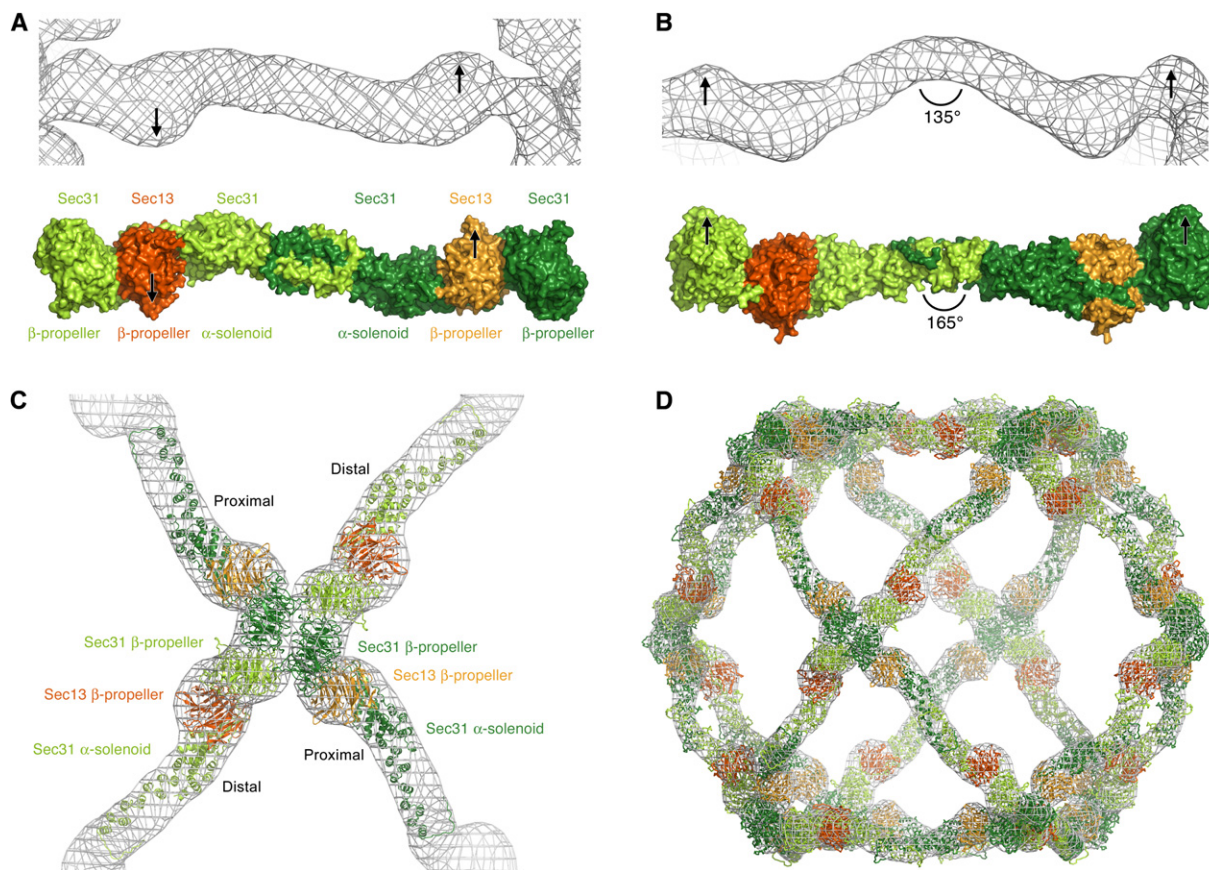 A
B
135°
Sec31 Sec13 Sec31 Sec31 Sec13 Sec31
β-propeller β-propeller α-solenoid α-solenoid β-propeller β-propeller
165°
C
D
Distal
Proximal
Sec31 β-propeller
Sec31 β-propeller
Sec13 β-propeller
Sec13 β-propeller
Sec31 α-solenoid
Sec31 α-solenoid
Proximal
Distal